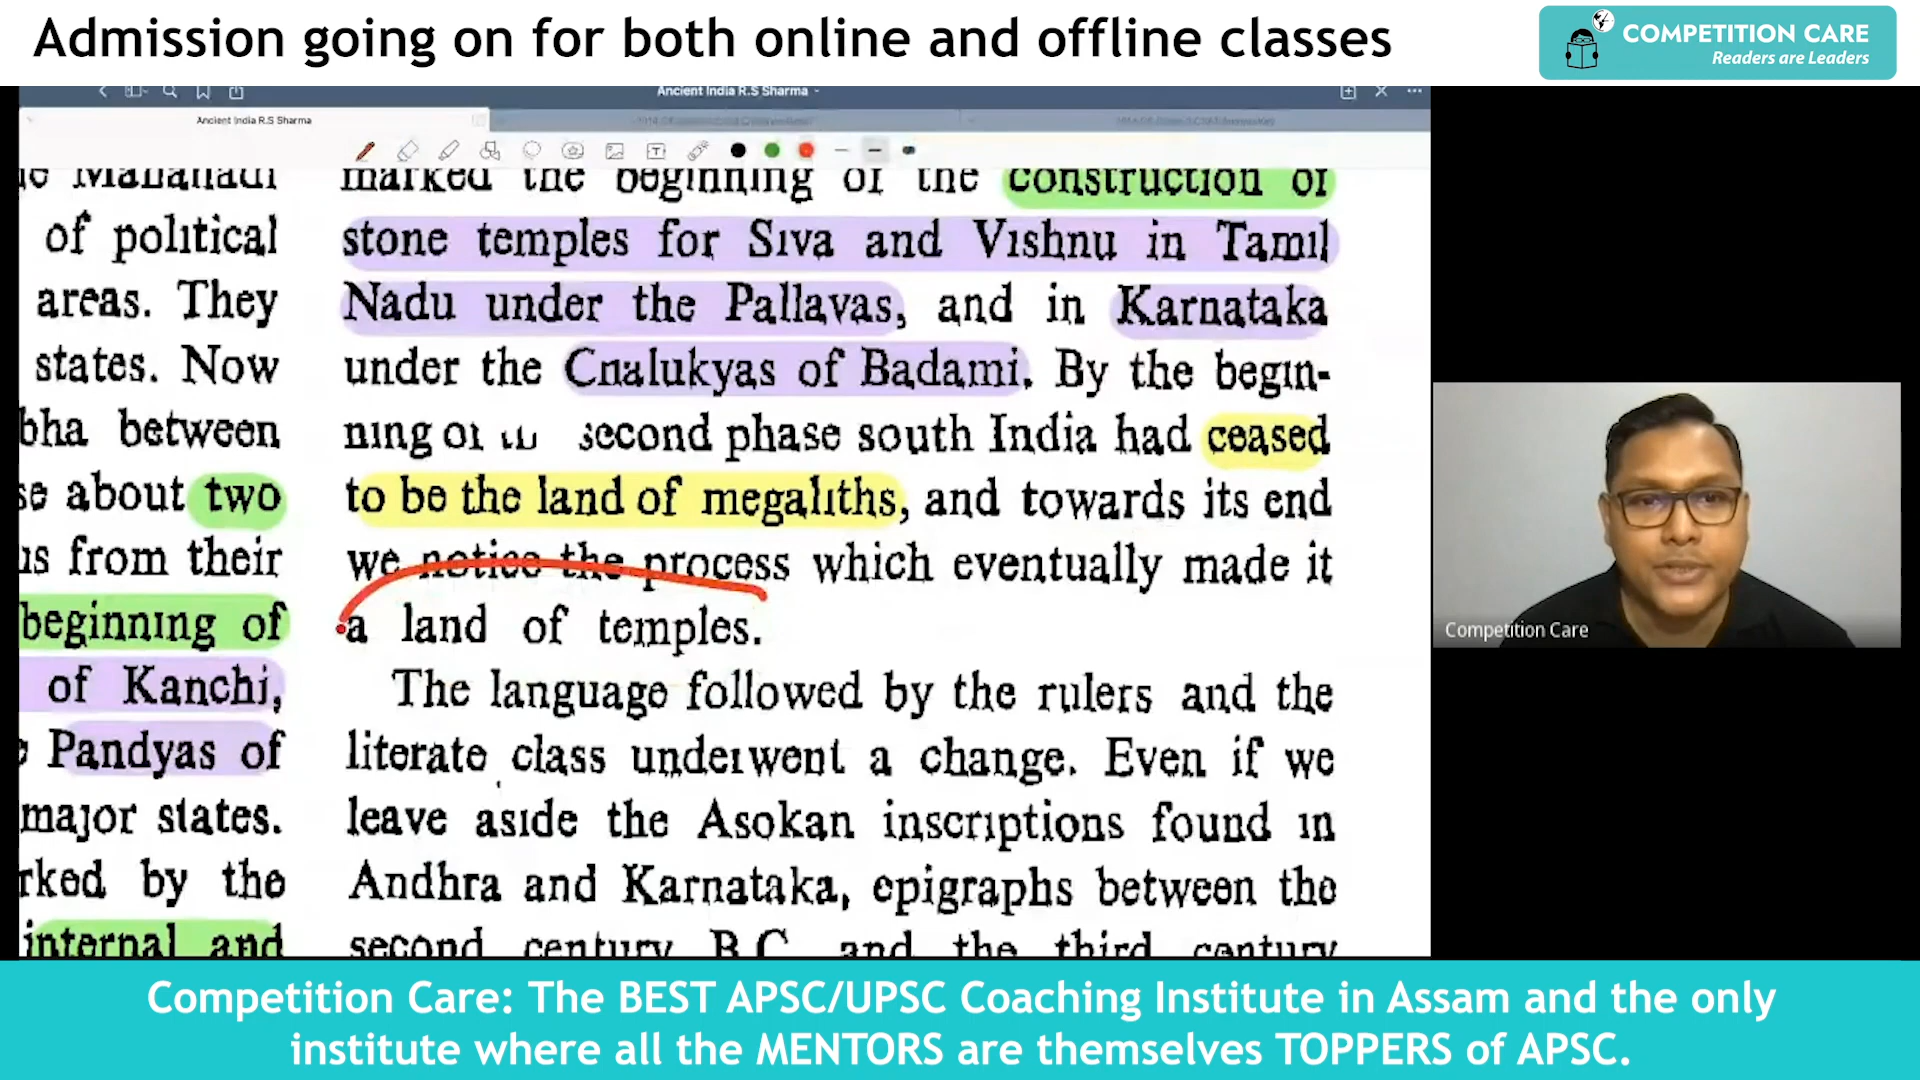 Admission going on for both online and offline classes
COMPETITION CARE
Readers are Leaders
Ancient India R.S Sharma
Ancient India R.S Sharma
of political
areas. They
states. Now
between
about two
from their
beginning of
of Kanchi,
Pandyas of
major states.
by the
internal and
marked the beginning of the construction of
stone temples for Siva and Vishnu in Tamil
Nadu under the Pallavas, and in Karnataka
under the Chalukyas of Badami. By the begin-
ning of second phase south India had ceased
to be the land of megaliths, and towards its end
we notice the process which eventually made it
a land of temples.
The language followed by the rulers and the
literate class underwent a change. Even if we
leave aside the Asokan inscriptions found in
Andhra and Karnataka, epigraphs between the
second century B.C. and the third century
Competition Care
Competition Care: The BEST APSC/UPSC Coaching Institute in Assam and the only
institute where all the MENTORS are themselves TOPPERS of APSC.